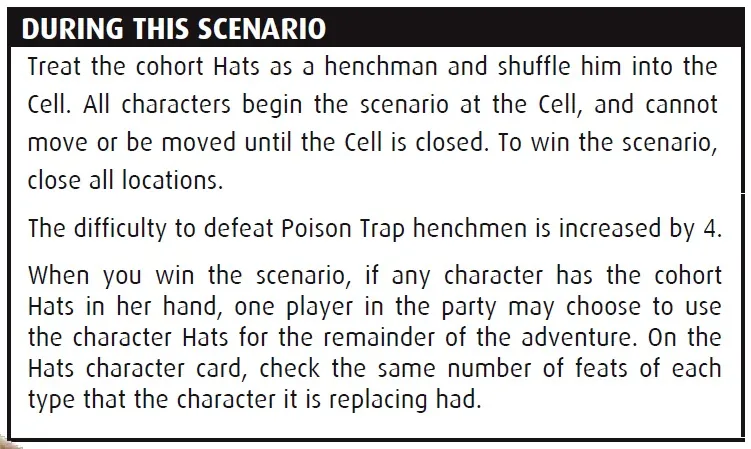 DURING THIS SCENARIO
Treat the cohort Hats as a henchman and shuffle him into the
Cell. All characters begin the scenario at the Cell, and cannot
move or be moved until the Cell is closed. To win the scenario,
close all locations.
The difficulty to defeat Poison Trap henchmen is increased by 4.
When you win the scenario, if any character has the cohort
Hats in her hand, one player in the party may choose to use
the character Hats for the remainder of the adventure. On the
Hats character card, check the same number of feats of each
type that the character it is replacing had.